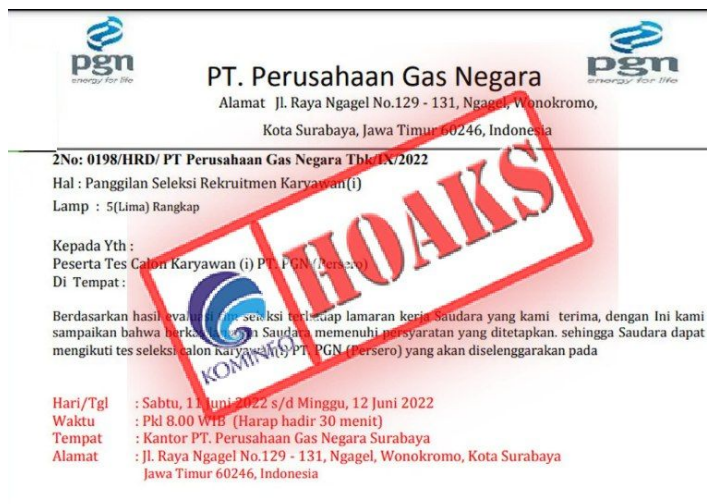 pgn
energy for life
pgn
energy for life
PT. Perusahaan Gas Negara
Alamat Jl. Raya Ngagel No.129 - 131, Ngagel, Wonokromo,
Kota Surabaya, Jawa Timur 60246, Indonesia
2No: 0198/HRD/ PT Perusahaan Gas Negara Tbk/IX/2022
Hal : Panggilan Seleksi Rekruitmen Karyawan(i)
Lamp : 5(Lima) Rangkap
Kepada Yth :
Peserta Tes Calon Karyawan (i) PT. PGN (Persero)
Di Tempat :
Berdasarkan hasil evaluasi tim seleksi terhadap lamaran kerja Saudara yang kami terima, dengan Ini kami
sampaikan bahwa berkas lamaran Saudara memenuhi persyaratan yang ditetapkan. sehingga Saudara dapat
mengikuti tes seleksi calon Karyawan(i) PT. PGN (Persero) yang akan diselenggarakan pada
Hari/Tgl : Sabtu, 11 Juni 2022 s/d Minggu, 12 Juni 2022
Waktu : Pkl 8.00 WIB (Harap hadir 30 menit)
Tempat : Kantor PT. Perusahaan Gas Negara Surabaya
Alamat : Jl. Raya Ngagel No.129 - 131, Ngagel, Wonokromo, Kota Surabaya
Jawa Timur 60246, Indonesia
KOMINFO
HOAKS